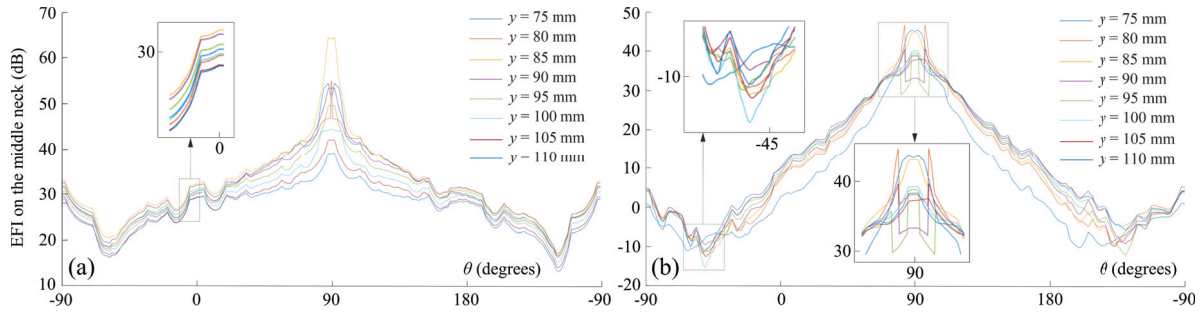 EFI on the middle neck (dB)
70
60
50
40
30
20
10
-90
0
90
180
-90
30
0
y = 75 mm
y = 80 mm
y = 85 mm
y = 90 mm
y = 95 mm
y = 100 mm
y = 105 mm
y – 110 mm
(a)
θ (degrees)
50
40
30
20
10
0
-10
-20
-90
0
90
180
-90
-10
-45
40
30
90
y = 75 mm
y = 80 mm
y = 85 mm
y = 90 mm
y = 95 mm
y = 100 mm
y = 105 mm
y = 110 mm
(b)
θ (degrees)